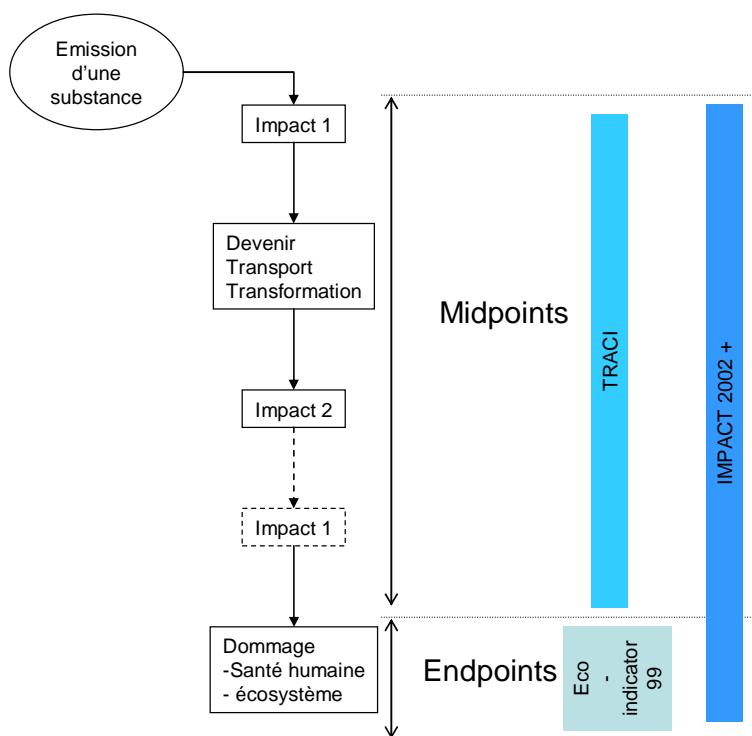 Emission
d'une
substance
Impact 1
Devenir
Transport
Transformation
Midpoints
TRACI
IMPACT 2002 +
Impact 2
Impact 1
Dommage
-Santé humaine
- écosystème
Endpoints
Eco
-
indicator
99